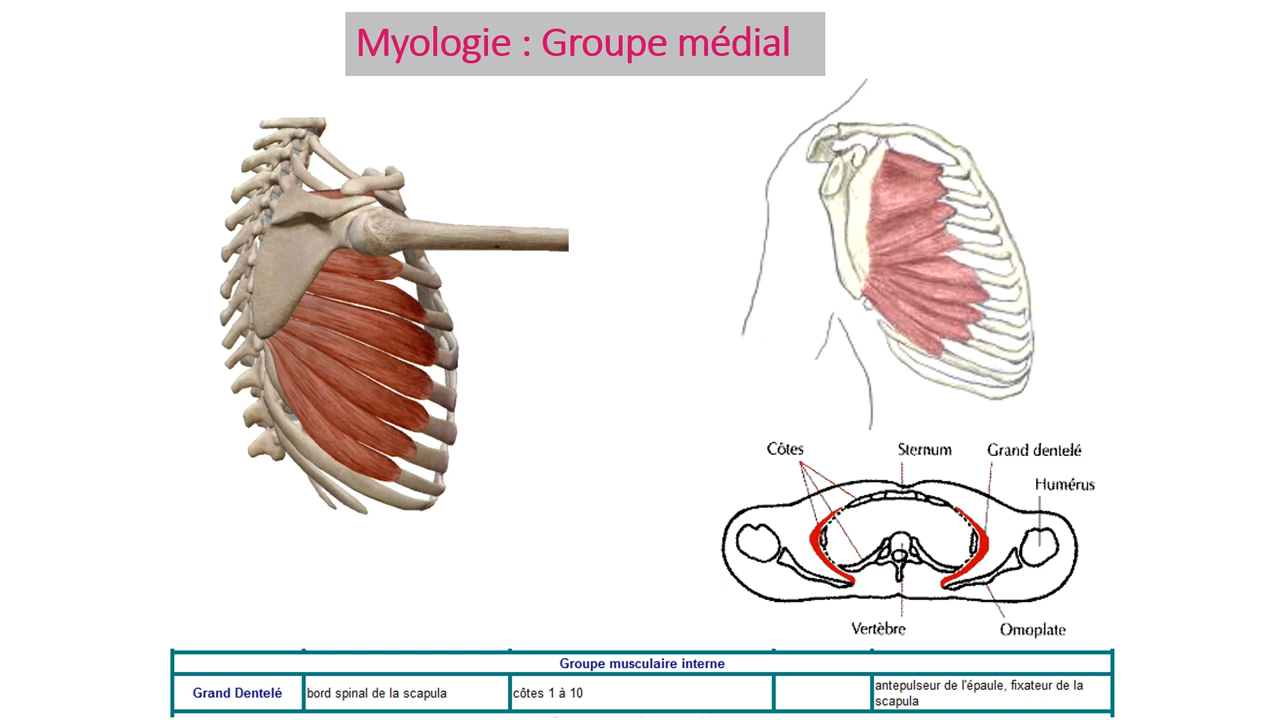 Myologie : Groupe médial
Côtes
Sternum
Grand dentelé
Humérus
Vertèbre
Omoplate
Groupe musculaire interne
Grand Dentelé
bord spinal de la scapula
côtes 1 à 10
antepulseur de l'épaule, fixateur de la
scapula